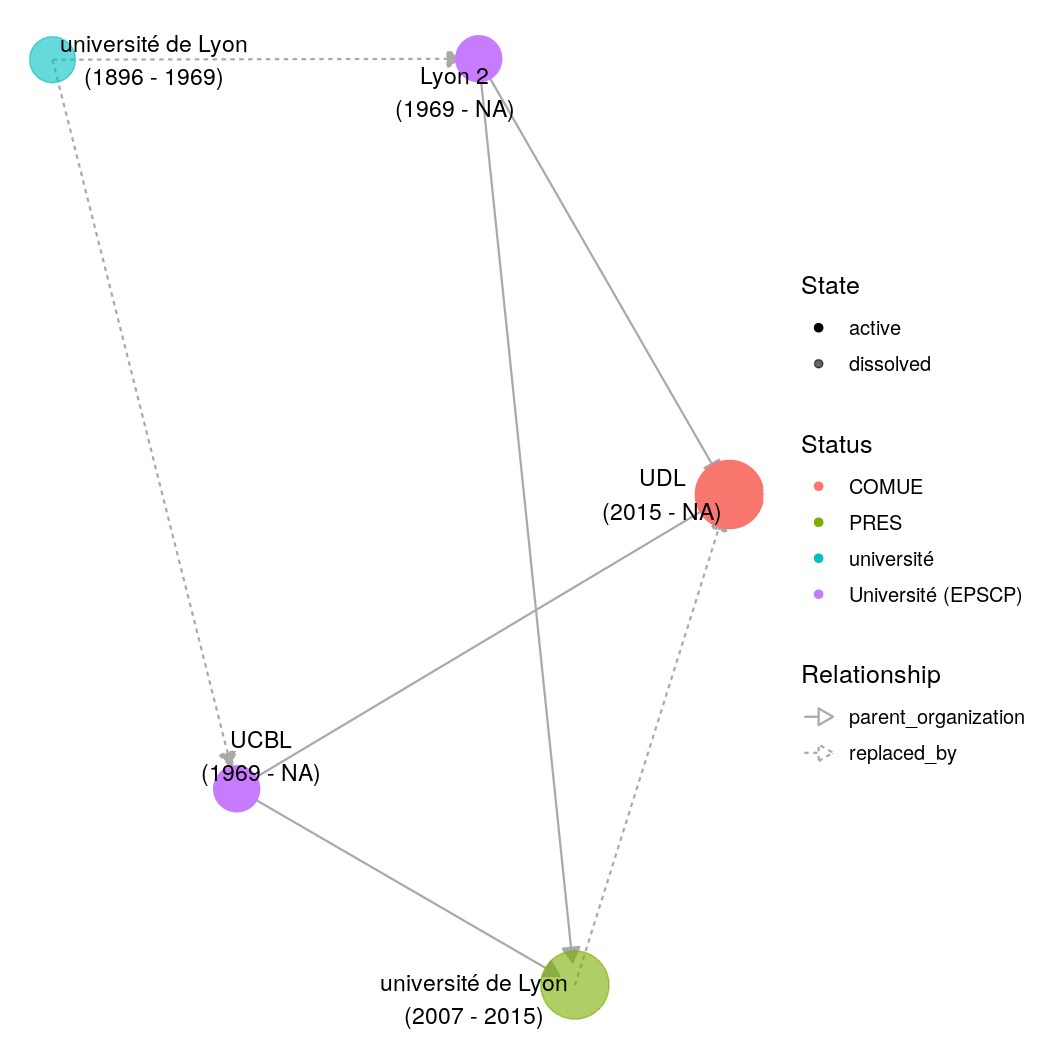 université de Lyon
(1896 - 1969)
Lyon 2
(1969 - NA)
UDL
(2015 - NA)
UCBL
(1969 - NA)
université de Lyon
(2007 - 2015)
State
active
dissolved
Status
COMUE
PRES
université
Université (EPSCP)
Relationship
parent_organization
replaced_by